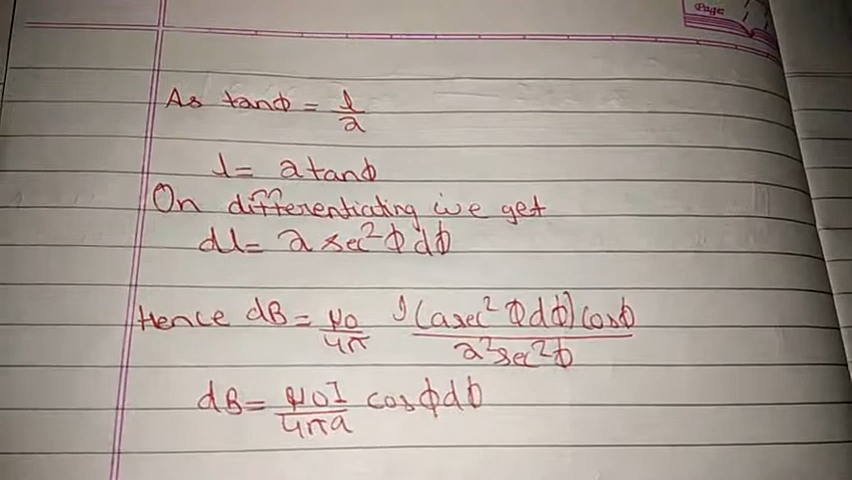 Page
As tanϕ = l/a
l = a tanϕ
On differentiating we get
dl = a sec²ϕ dϕ
Hence dB = μ0/4π I(a sec²ϕ dϕ) cosϕ/a² sec²ϕ
dB = μ0I/4πa cosϕ dϕ